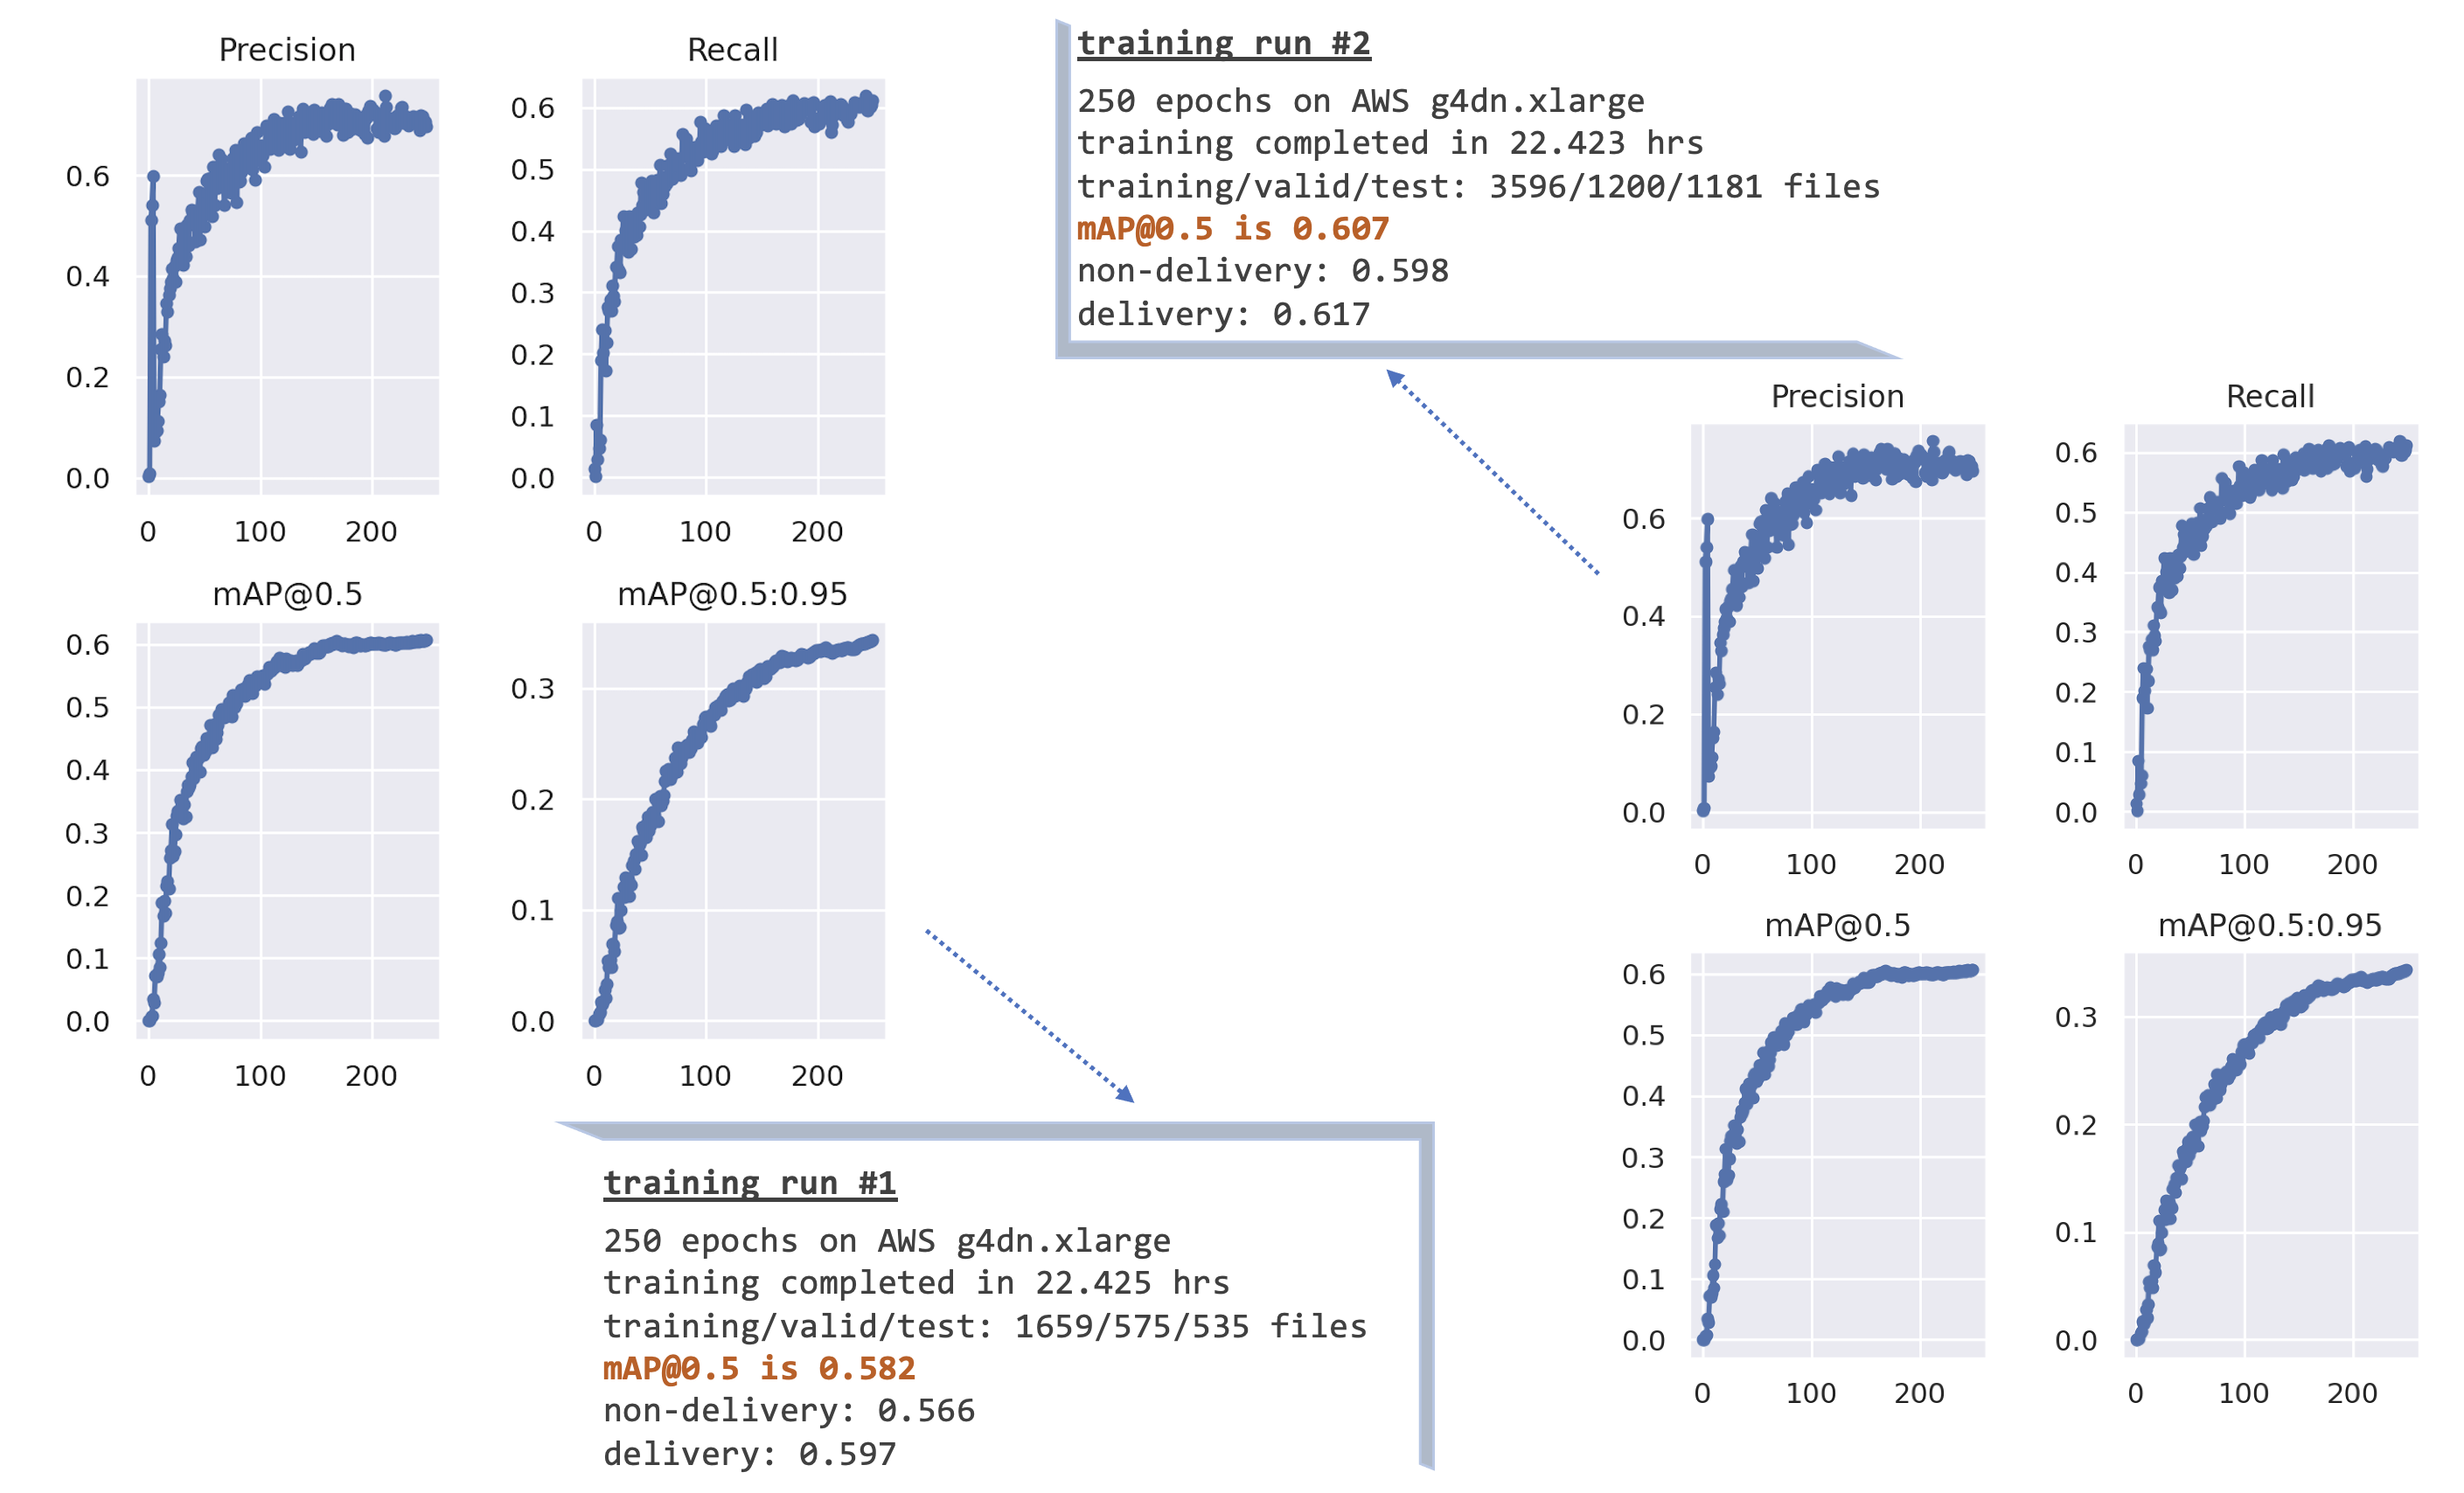 Precision
0.6
0.4
0.2
0.0
0 100 200
Recall
0.6
0.5
0.4
0.3
0.2
0.1
0.0
0 100 200
mAP@0.5
0.6
0.5
0.4
0.3
0.2
0.1
0.0
0 100 200
mAP@0.5:0.95
0.3
0.2
0.1
0.0
0 100 200
training run #1
250 epochs on AWS g4dn.xlarge
training completed in 22.425 hrs
training/valid/test: 1659/575/535 files
mAP@0.5 is 0.582
non-delivery: 0.566
delivery: 0.597
training run #2
250 epochs on AWS g4dn.xlarge
training completed in 22.423 hrs
training/valid/test: 3596/1200/1181 files
mAP@0.5 is 0.607
non-delivery: 0.598
delivery: 0.617
Precision
0.6
0.4
0.2
0.0
0 100 200
Recall
0.6
0.5
0.4
0.3
0.2
0.1
0.0
0 100 200
mAP@0.5
0.6
0.5
0.4
0.3
0.2
0.1
0.0
0 100 200
mAP@0.5:0.95
0.3
0.2
0.1
0.0
0 100 200